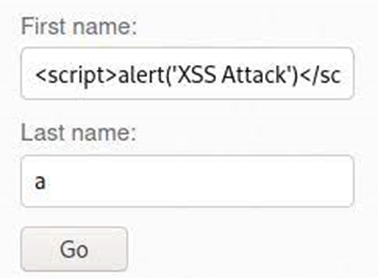 First name:
<script>alert('XSS Attack')</sc
Last name:
a
Go